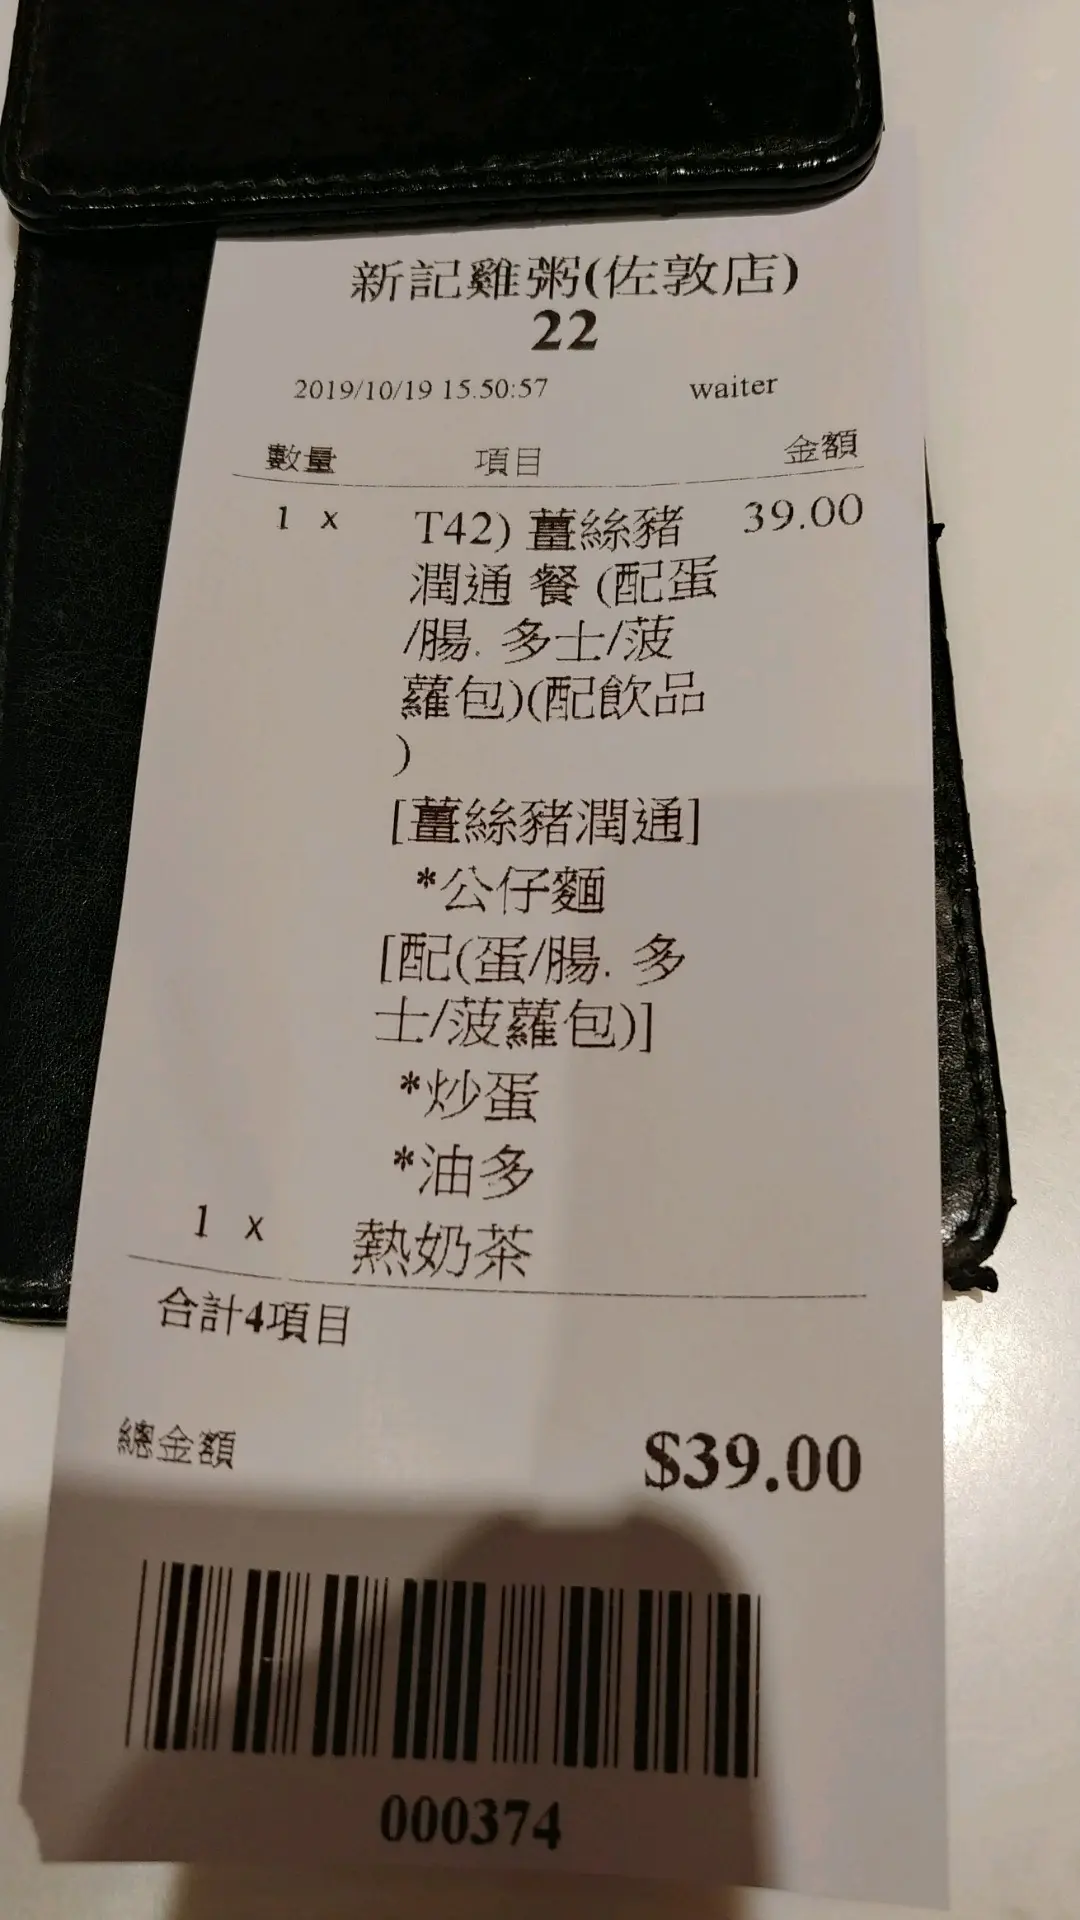 新記雞粥(佐敦店)
22
2019/10/19 15.50:57 waiter
數量 項目 金額
1 x T42) 薑絲豬 39.00
潤通 餐 (配蛋
/腸. 多士/菠
蘿包)(配飲品
)
[薑絲豬潤通]
*公仔麵
[配(蛋/腸. 多
士/菠蘿包)]
*炒蛋
*油多
1 x 熱奶茶
合計4項目
總金額 $39.00
000374